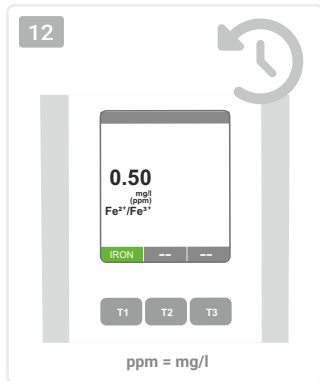 12
0.50
mg/l
(ppm)
Fe²⁺/Fe³⁺
IRON -- --
T1 T2 T3
ppm = mg/l